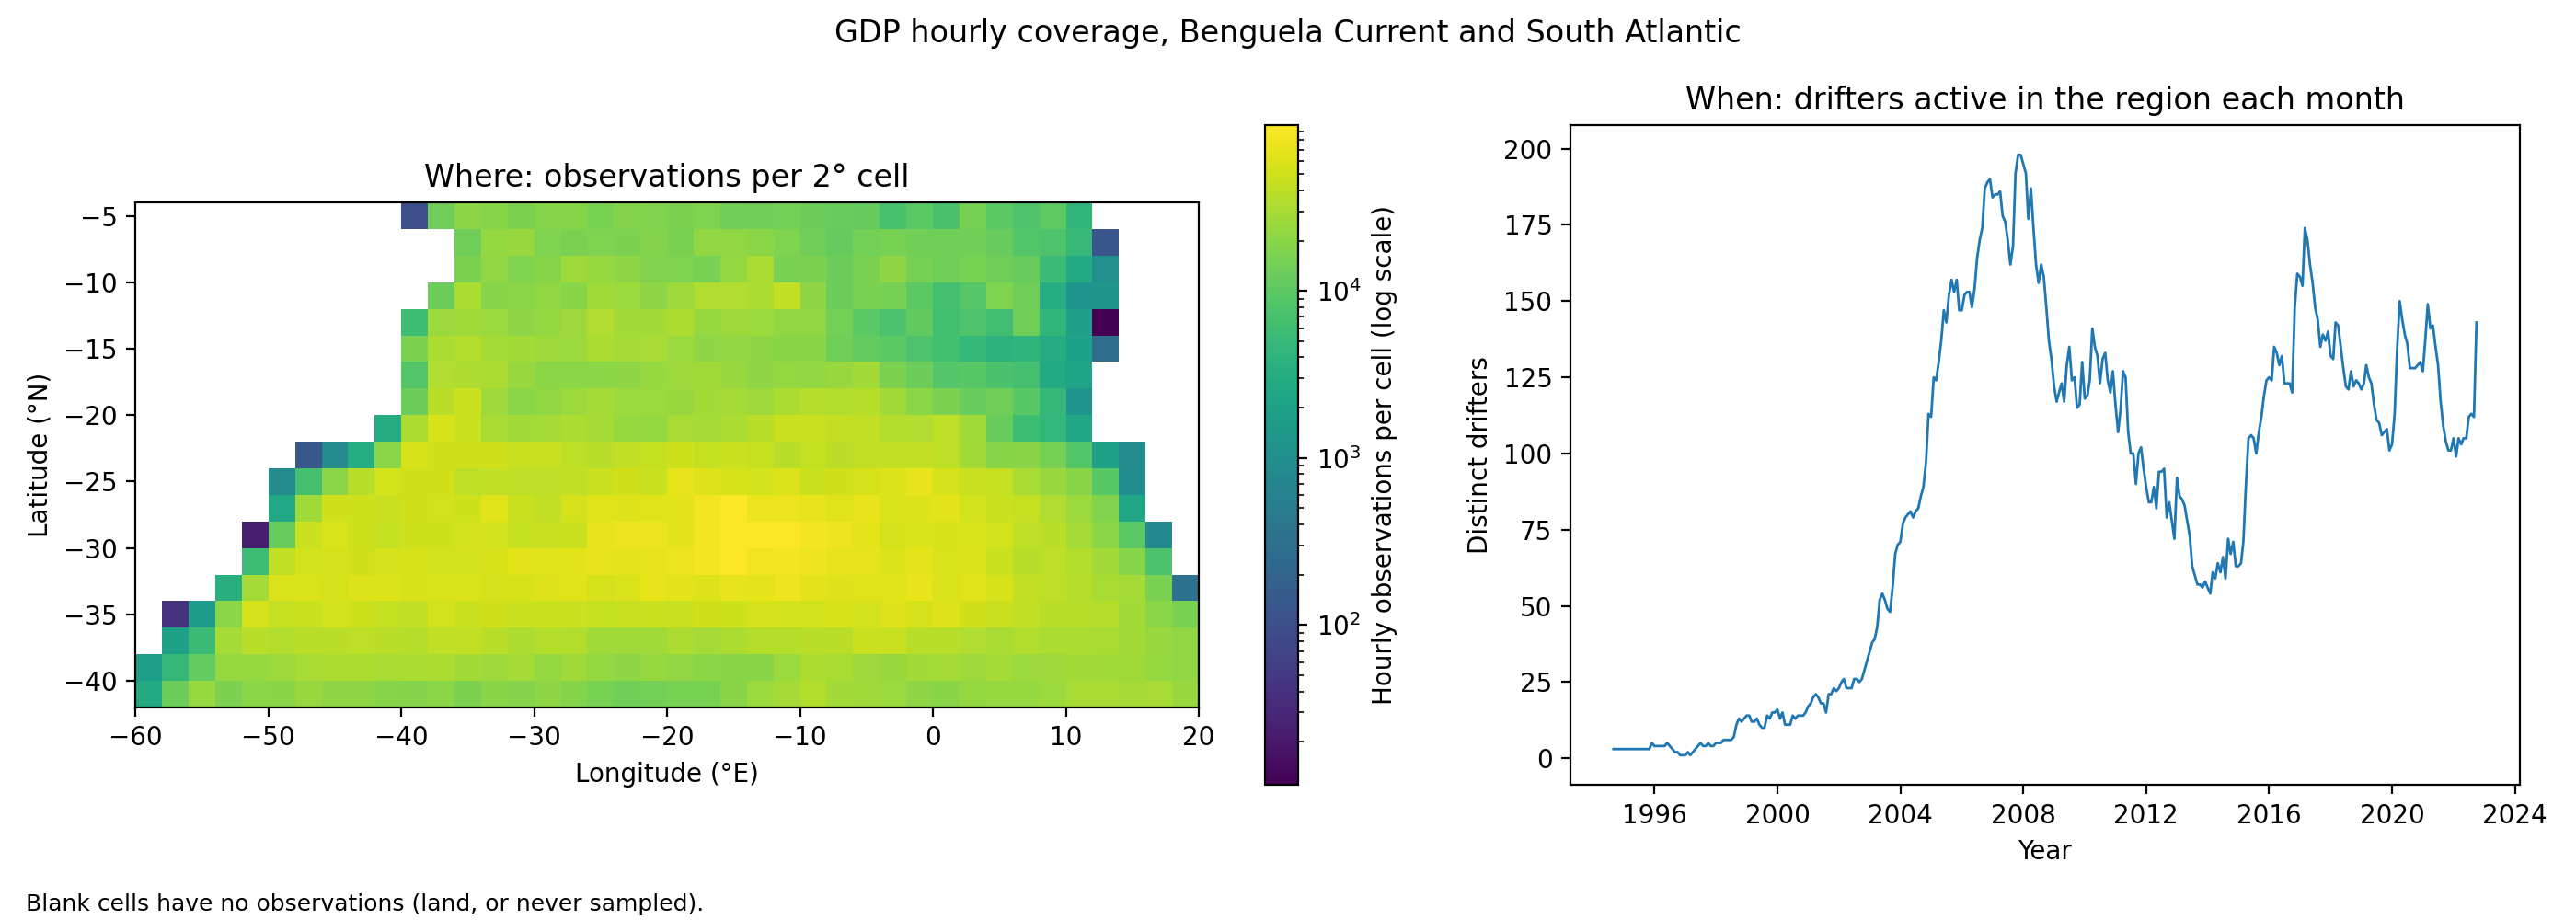 GDP hourly coverage, Benguela Current and South Atlantic
Where: observations per 2° cell
−5
−10
−15
−20
−25
−30
−35
−40
Latitude (°N)
−60 −50 −40 −30 −20 −10 0 10 20
Longitude (°E)
10⁴
10³
10²
Hourly observations per cell (log scale)
When: drifters active in the region each month
200
175
150
125
100
75
50
25
0
Distinct drifters
1996 2000 2004 2008 2012 2016 2020 2024
Year
Blank cells have no observations (land, or never sampled).